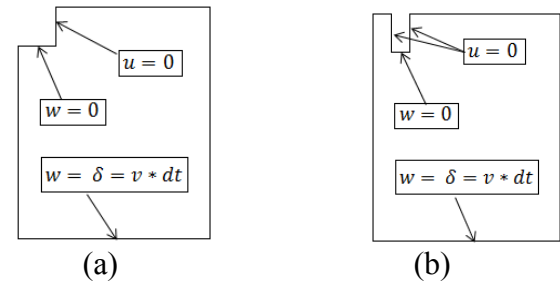 u = 0
w = 0
w = δ = v * dt
(a)
u = 0
w = 0
w = δ = v * dt
(b)